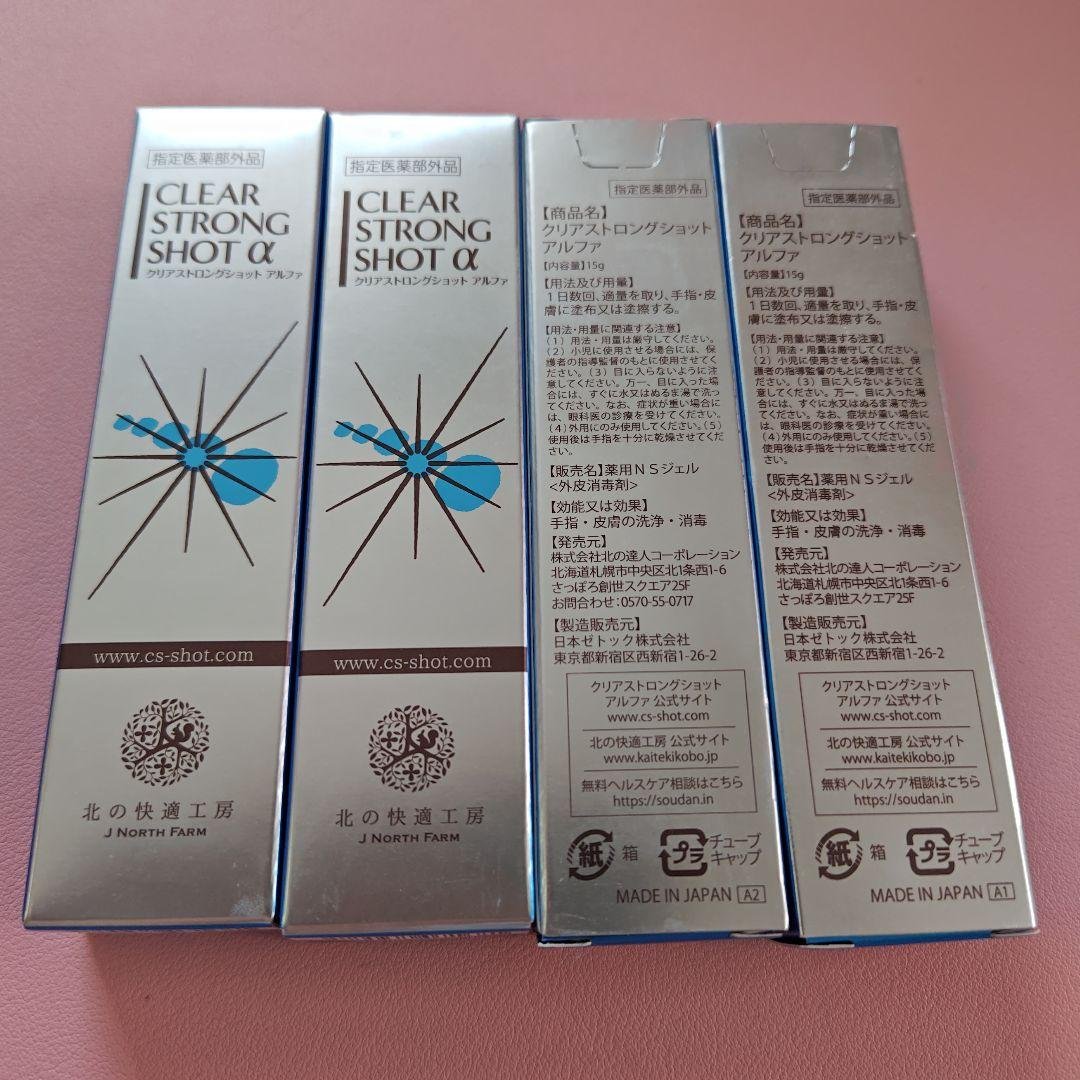 指定医薬部外品
CLEAR
STRONG
SHOT α
クリアストロングショット アルファ
www.cs-shot.com
北の快適工房
J NORTH FARM
指定医薬部外品
CLEAR
STRONG
SHOT α
クリアストロングショット アルファ
www.cs-shot.com
北の快適工房
J NORTH FARM
指定医薬部外品
【商品名】
クリアストロングショット
アルファ
【内容量】15g
【用法及び用量】
1日数回、適量を取り、手指・皮
膚に塗布又は塗擦する。
【用法・用量に関連する注意】
(1)用法・用量は厳守してください。
(2)小児に使用させる場合には、保
護者の指導監督のもとに使用させてく
ださい。(3)目に入らないように注
意してください。万一、目に入った場
合には、すぐに水又はぬるま湯で洗っ
てください。なお、症状が重い場合に
は、眼科医の診療を受けてください。
(4)外用にのみ使用してください。(5)
使用後は手指を十分に乾燥させてくだ
さい。
【販売名】薬用NSジェル
<外皮消毒剤>
【効能又は効果】
手指・皮膚の洗浄・消毒
【発売元】
株式会社北の達人コーポレーション
北海道札幌市中央区北1条西1-6
さっぽろ創世スクエア25F
お問合わせ:0570-55-0717
【製造販売元】
日本ゼトック株式会社
東京都新宿区西新宿1-26-2
クリアストロングショット
アルファ 公式サイト
www.cs-shot.com
北の快適工房 公式サイト
www.kaitekikobo.jp
無料ヘルスケア相談はこちら
https://soudan.in
紙 箱 プラ チューブ
キャップ
MADE IN JAPAN A2
指定医薬部外品
【商品名】
クリアストロングショット
アルファ
【内容量】15g
【用法及び用量】
1日数回、適量を取り、手指・皮
膚に塗布又は塗擦する。
【用法・用量に関連する注意】
(1)用法・用量は厳守してください。
(2)小児に使用させる場合には、保
護者の指導監督のもとに使用させてく
ださい。(3)目に入らないように注
意してください。万一、目に入った場
合には、すぐに水又はぬるま湯で洗っ
てください。なお、症状が重い場合に
は、眼科医の診療を受けてください。
(4)外用にのみ使用してください。(5)
使用後は手指を十分に乾燥させてくださ
い。
【販売名】薬用NSジェル
<外皮消毒剤>
【効能又は効果】
手指・皮膚の洗浄・消毒
【発売元】
株式会社北の達人コーポレーション
北海道札幌市中央区北1条西1-6
さっぽろ創世スクエア25F
【製造販売元】
日本ゼトック株式会社
東京都新宿区西新宿1-26-2
クリアストロングショット
アルファ 公式サイト
www.cs-shot.com
北の快適工房 公式サイト
www.kaitekikobo.jp
無料ヘルスケア相談はこちら
https://soudan.in
紙 箱 プラ チューブ
キャップ
MADE IN JAPAN A1